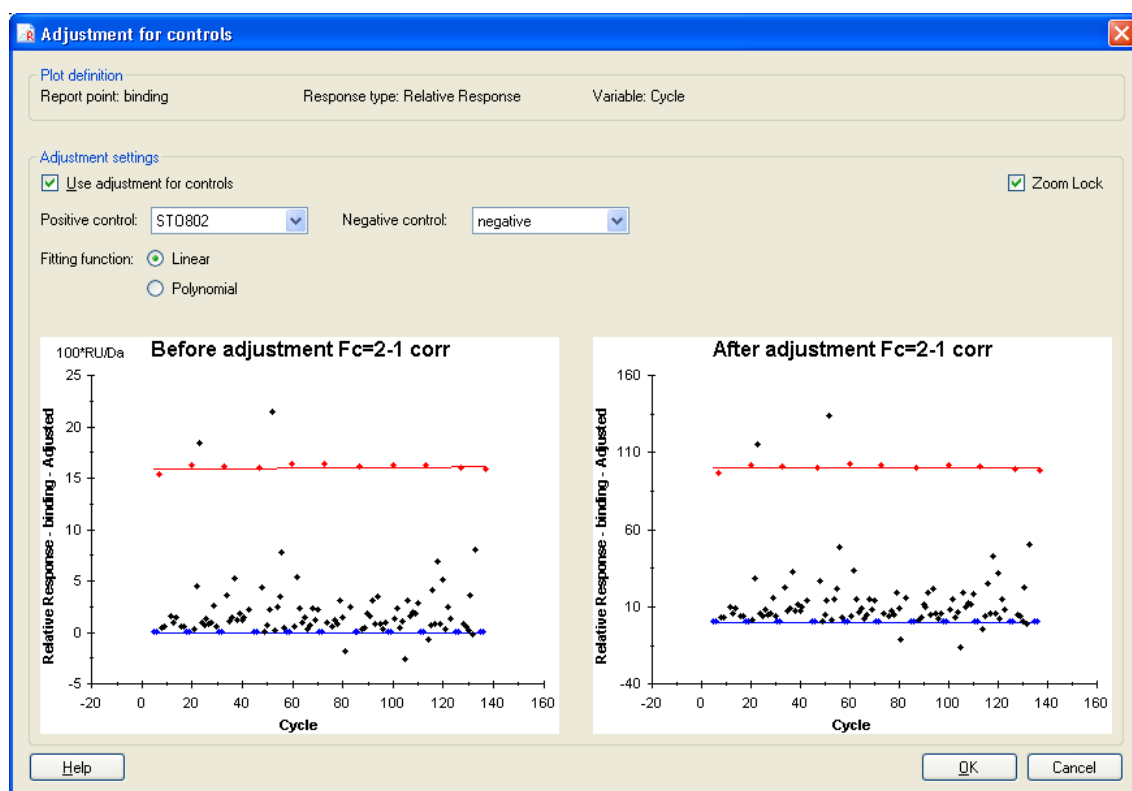 Adjustment for controls
Plot definition
Report point: binding Response type: Relative Response Variable: Cycle
Adjustment settings
Use adjustment for controls Zoom Lock
Positive control: STO802 Negative control: negative
Fitting function: Linear
Polynomial
100*RU/Da Before adjustment Fc=2-1 corr
25
20
15
10
5
0
-5
Relative Response - binding - Adjusted
-20 0 20 40 60 80 100 120 140 160
Cycle
After adjustment Fc=2-1 corr
160
110
60
10
-40
Relative Response - binding - Adjusted
-20 0 20 40 60 80 100 120 140 160
Cycle
Help OK Cancel